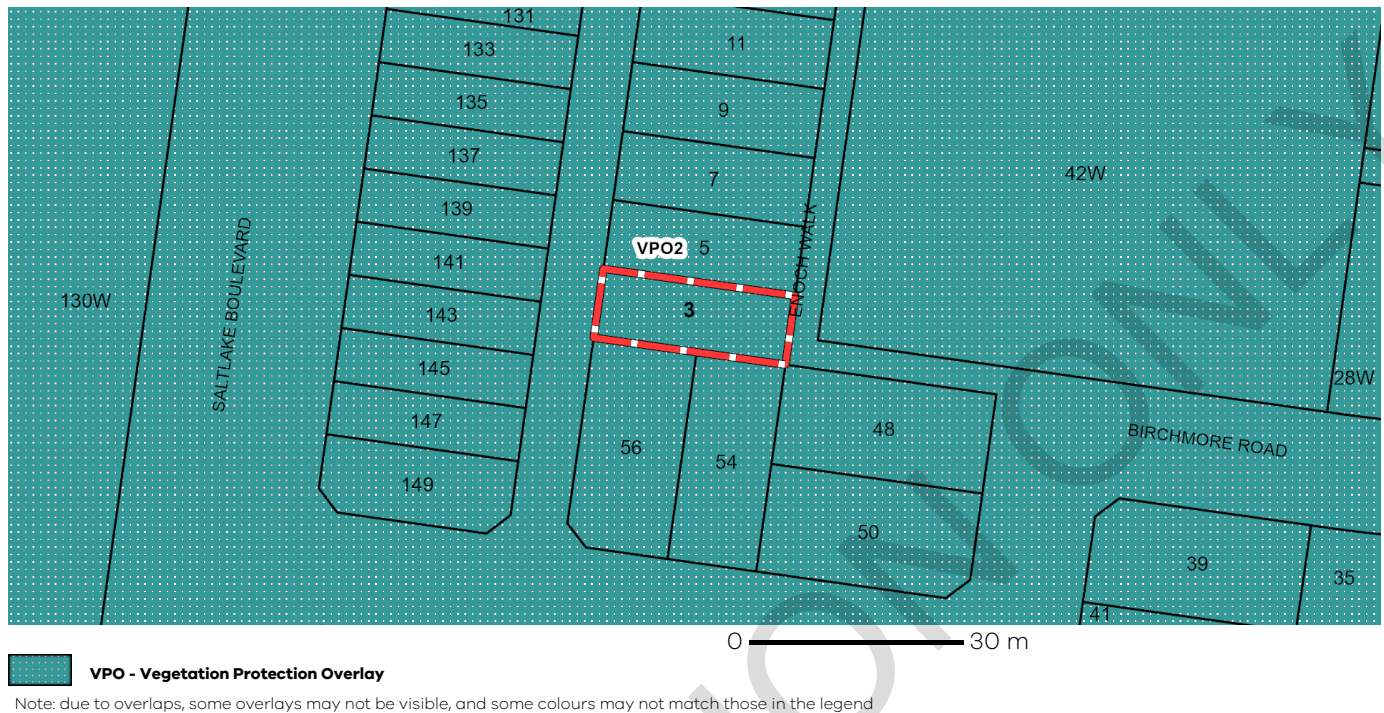 131
133
11
135
9
137
42W
7
139
ENOCH WALK
VPO2
5
141
130W
SALTLAKE BOULEVARD
3
143
145
28W
147
48
BIRCHMORE ROAD
56
54
149
50
39
35
41
0 30 m
VPO - Vegetation Protection Overlay
Note: due to overlaps, some overlays may not be visible, and some colours may not match those in the legend
ON ONLY